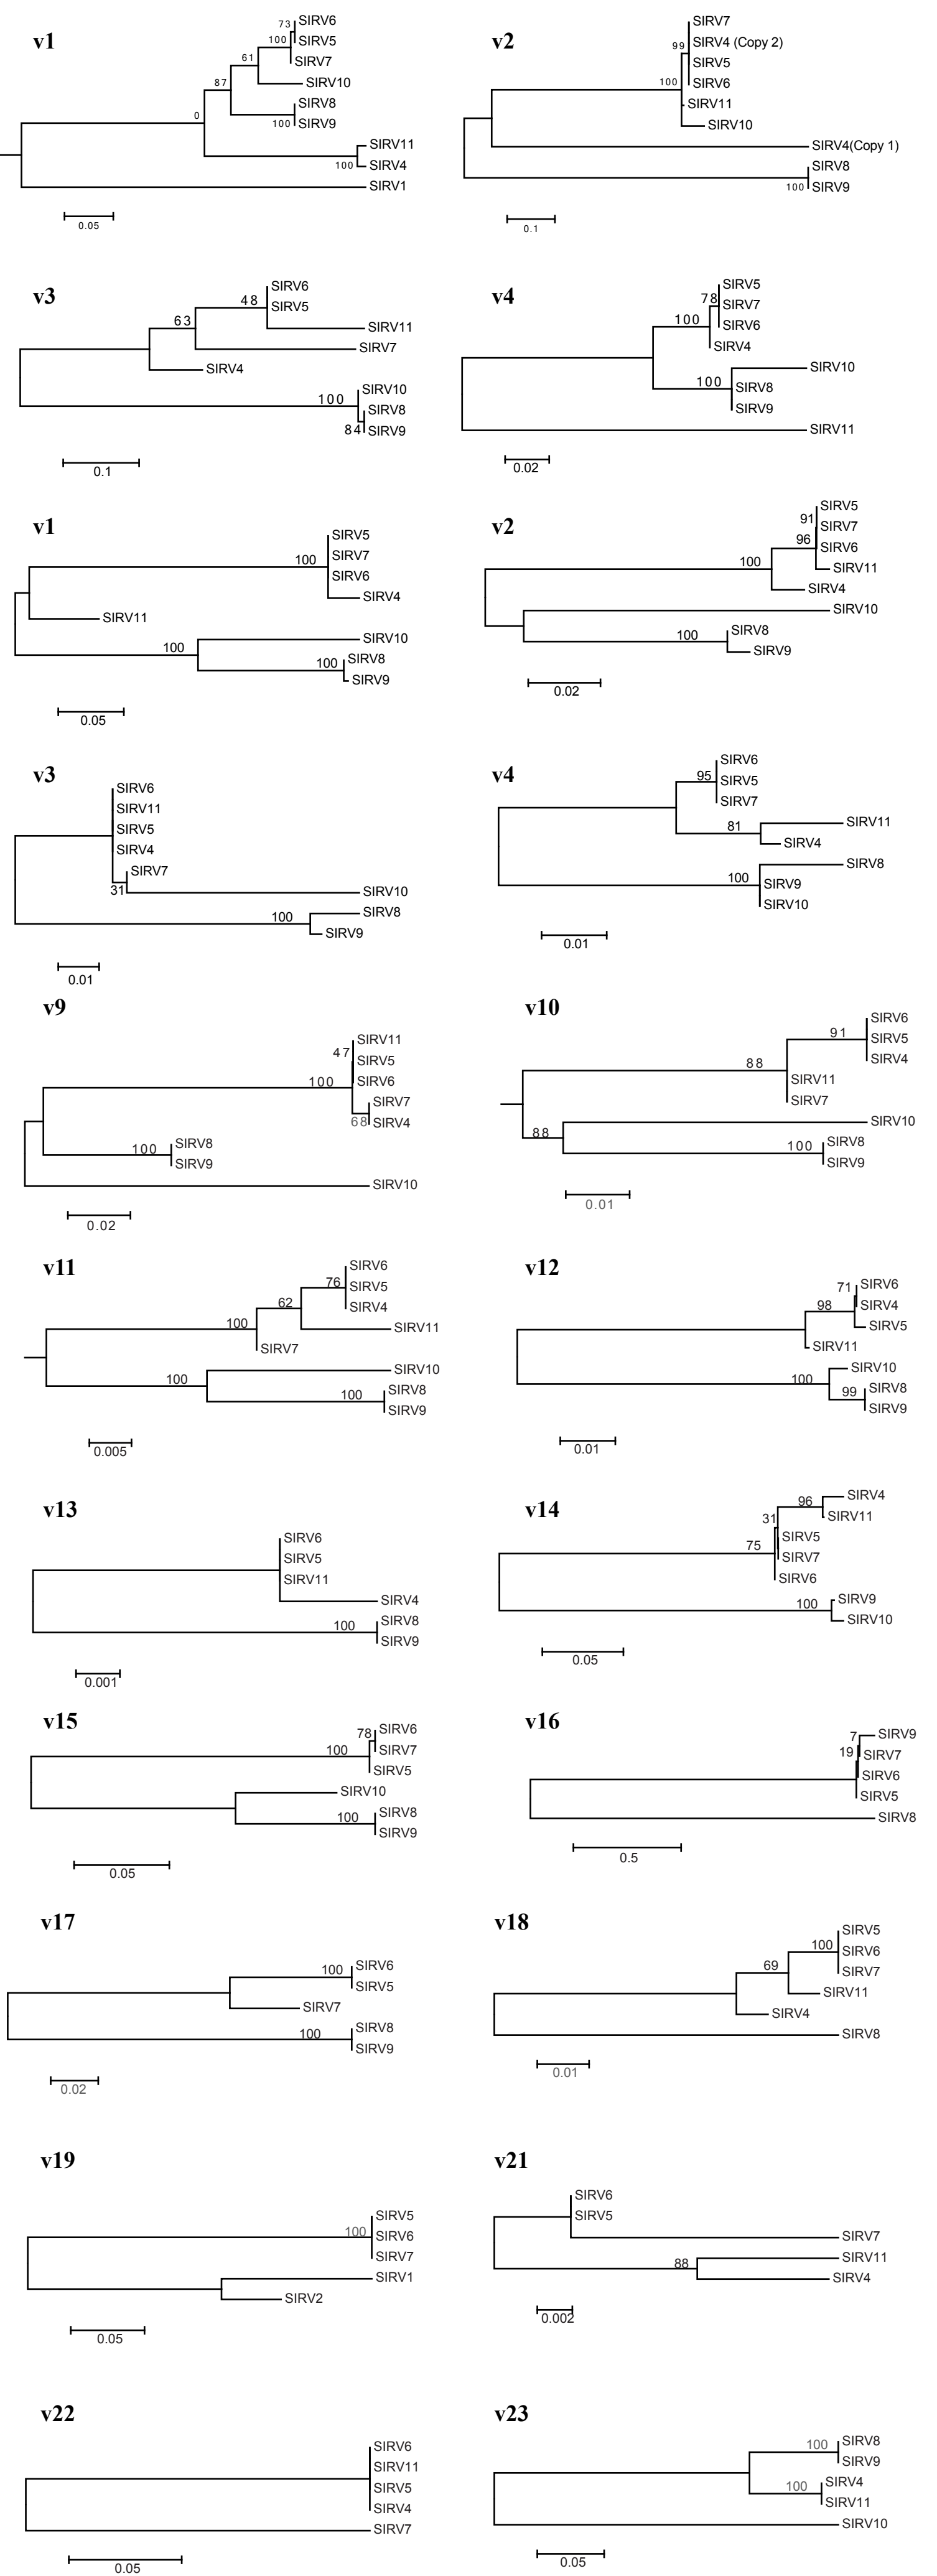 v1
73
SIRV6
100
SIRV5
61
SIRV7
87
SIRV10
0
SIRV8
100
SIRV9
SIRV11
100
SIRV4
SIRV1
0.05
v2
SIRV7
99
SIRV4 (Copy 2)
SIRV5
100
SIRV6
SIRV11
SIRV10
SIRV4(Copy 1)
SIRV8
100
SIRV9
0.1
v3
SIRV6
48
SIRV5
63
SIRV11
SIRV7
SIRV4
SIRV10
100
SIRV8
84
SIRV9
0.1
v4
SIRV5
78
SIRV7
100
SIRV6
SIRV4
SIRV10
100
SIRV8
SIRV9
SIRV11
0.02
v1
SIRV5
SIRV7
100
SIRV6
SIRV4
SIRV11
SIRV10
100
SIRV8
100
SIRV9
0.05
v2
SIRV5
91
SIRV7
96
SIRV6
100
SIRV11
SIRV4
SIRV10
SIRV8
100
SIRV9
0.02
v3
SIRV6
SIRV11
SIRV5
SIRV4
SIRV7
31
SIRV10
SIRV8
100
SIRV9
0.01
v4
SIRV6
95
SIRV5
SIRV7
SIRV11
81
SIRV4
SIRV8
100
SIRV9
SIRV10
0.01
v9
SIRV11
47
SIRV5
100
SIRV6
SIRV7
68
SIRV4
SIRV8
100
SIRV9
SIRV10
0.02
v10
SIRV6
91
SIRV5
SIRV4
88
SIRV11
SIRV7
SIRV10
88
SIRV8
100
SIRV9
0.01
v11
SIRV6
76
SIRV5
62
SIRV4
100
SIRV11
SIRV7
SIRV10
100
SIRV8
100
SIRV9
0.005
v12
SIRV6
71
SIRV4
98
SIRV5
SIRV11
SIRV10
100
SIRV8
99
SIRV9
0.01
v13
SIRV6
SIRV5
SIRV11
SIRV4
SIRV8
100
SIRV9
0.001
v14
SIRV4
96
SIRV11
31
SIRV5
75
SIRV7
SIRV6
SIRV9
100
SIRV10
0.05
v15
SIRV6
78
SIRV7
100
SIRV5
SIRV10
SIRV8
100
SIRV9
0.05
v16
SIRV9
7
SIRV7
19
SIRV6
SIRV5
SIRV8
0.5
v17
SIRV6
100
SIRV5
SIRV7
SIRV8
100
SIRV9
0.02
v18
SIRV5
100
SIRV6
69
SIRV7
SIRV11
SIRV4
SIRV8
0.01
v19
SIRV5
100
SIRV6
SIRV7
SIRV1
SIRV2
0.05
v21
SIRV6
SIRV5
SIRV7
SIRV11
88
SIRV4
0.002
v22
SIRV6
SIRV11
SIRV5
SIRV4
SIRV7
0.05
v23
SIRV8
100
SIRV9
SIRV4
100
SIRV11
SIRV10
0.05